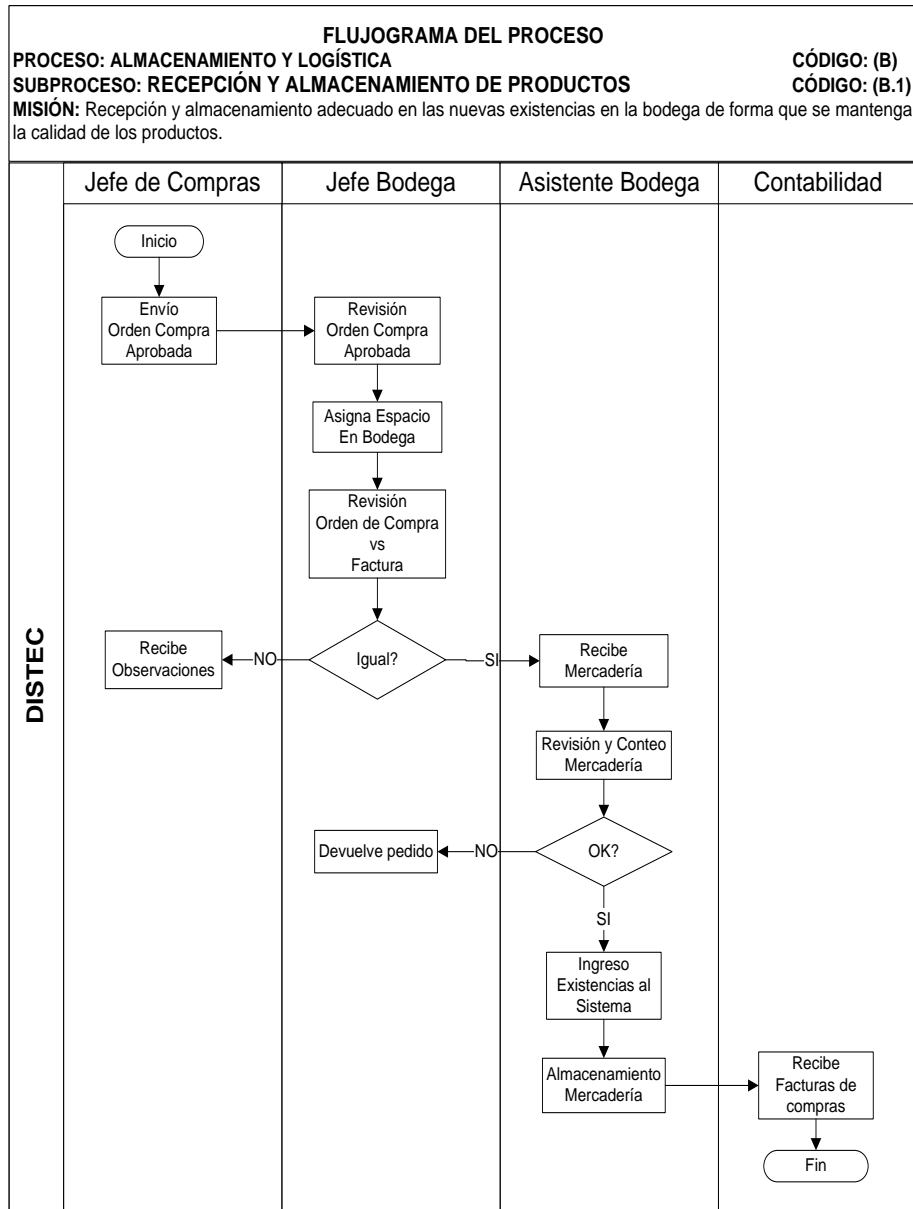 FLUJOGRAMA DEL PROCESO
PROCESO: ALMACENAMIENTO Y LOGÍSTICA CÓDIGO: (B)
SUBPROCESO: RECEPCIÓN Y ALMACENAMIENTO DE PRODUCTOS CÓDIGO: (B.1)
MISIÓN: Recepción y almacenamiento adecuado en las nuevas existencias en la bodega de forma que se mantenga
la calidad de los productos.
Jefe de Compras Jefe Bodega Asistente Bodega Contabilidad
DISTEC
Inicio
Envío
Orden Compra
Aprobada
Revisión
Orden Compra
Aprobada
Asigna Espacio
En Bodega
Revisión
Orden de Compra
vs
Factura
Igual?
NO
Recibe
Observaciones
SI
Recibe
Mercadería
Revisión y Conteo
Mercadería
OK?
NO
Devuelve pedido
SI
Ingreso
Existencias al
Sistema
Almacenamiento
Mercadería
Recibe
Facturas de
compras
Fin